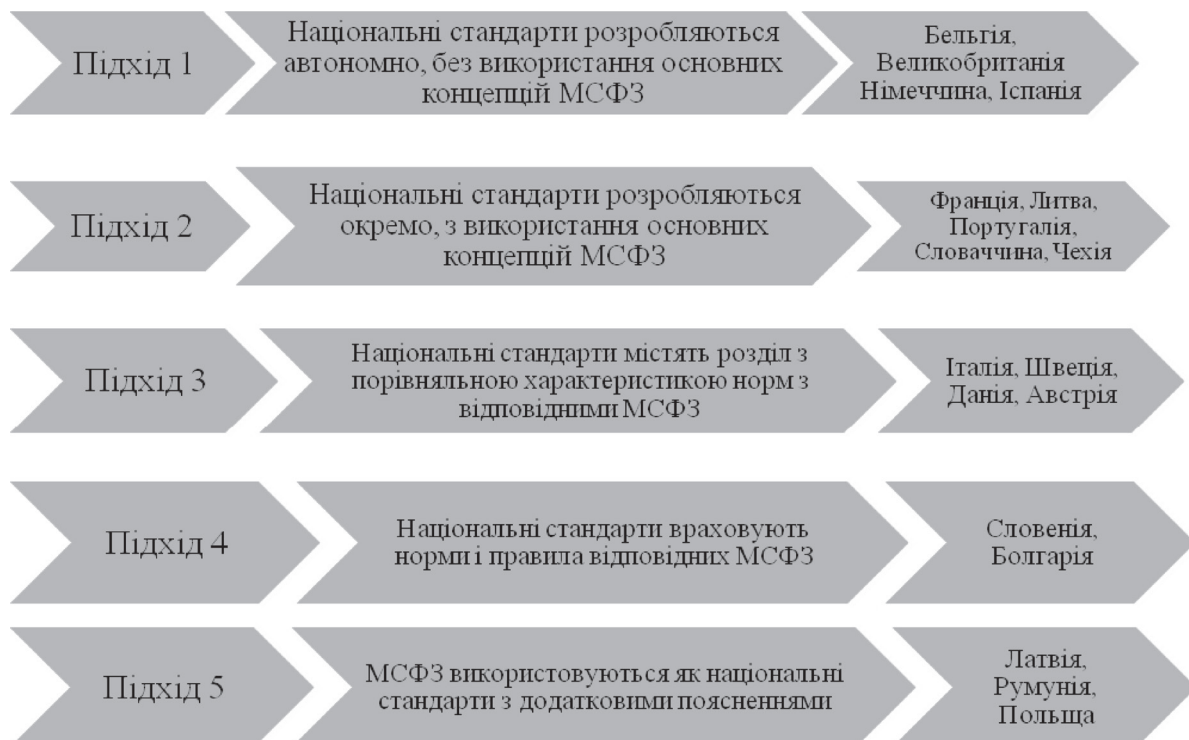 Підхід 1
Національні стандарти розробляються
автономно, без використання основних
концепцій МСФЗ
Бельгія,
Великобританія
Німеччина, Іспанія
Підхід 2
Національні стандарти розробляються
окремо, з використання основних
концепцій МСФЗ
Франція, Литва,
Португалія,
Словаччина, Чехія
Підхід 3
Національні стандарти містять розділ з
порівняльною характеристикою норм з
відповідними МСФЗ
Італія, Швеція,
Данія, Австрія
Підхід 4
Національні стандарти враховують
норми і правила відповідних МСФЗ
Словенія,
Болгарія
Підхід 5
МСФЗ використовуються як національні
стандарти з додатковими поясненнями
Латвія,
Румунія,
Польща